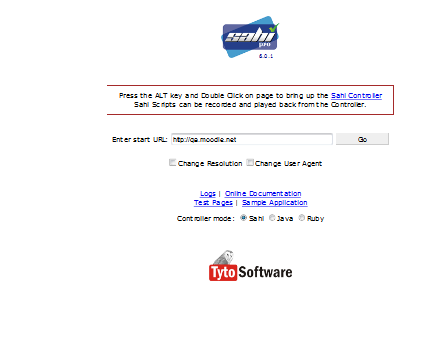 sahi
pro
6.0.1
Press the ALT key and Double Click on page to bring up the Sahi Controller
Sahi Scripts can be recorded and played back from the Controller.
Enter start URL: http://qa.moodle.net Go
Change Resolution Change User Agent
Logs | Online Documentation
Test Pages | Sample Application
Controller mode: Sahi Java Ruby
Tyto Software